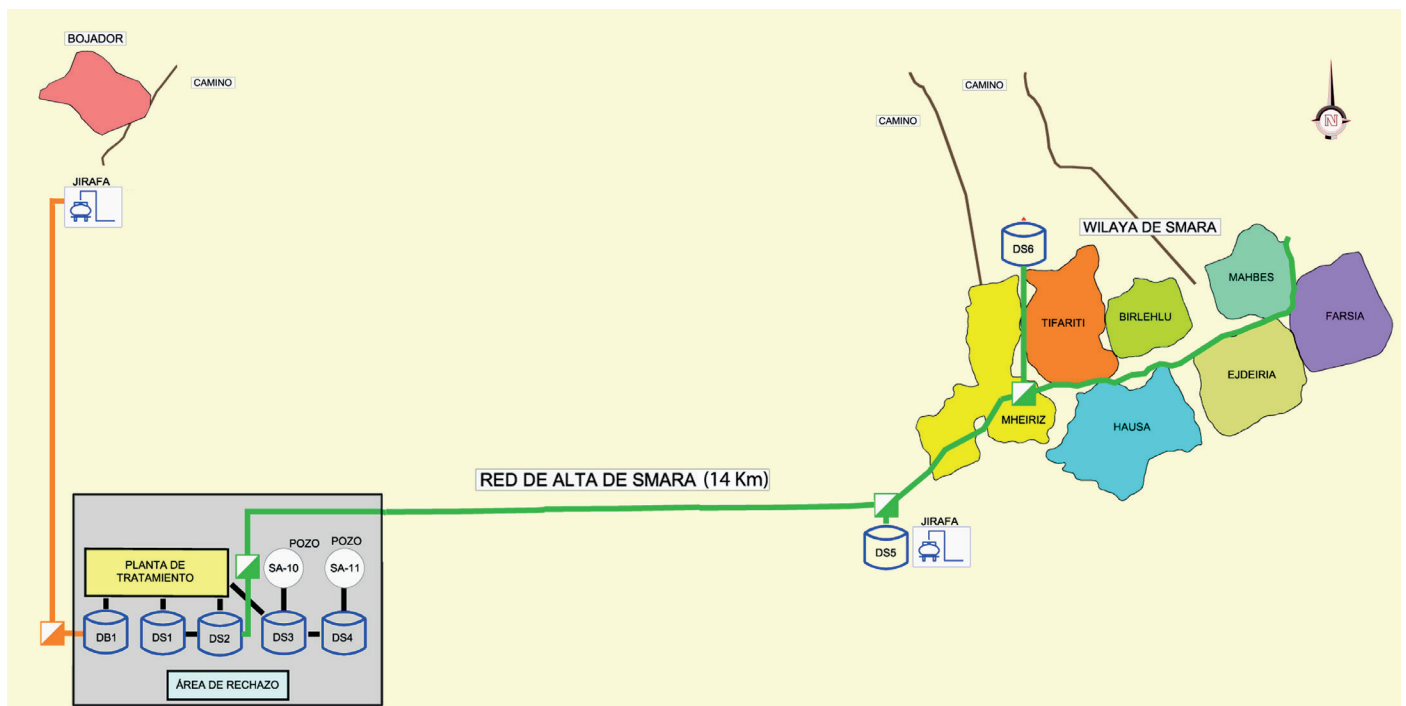 BOJADOR
CAMINO
JIRAFA
CAMINO
CAMINO
N
WILAYA DE SMARA
DS6
MAHBES
TIFARITI
BIRLEHLU
FARSIA
EJDEIRIA
MHEIRIZ
HAUSA
RED DE ALTA DE SMARA (14 Km)
JIRAFA
DS5
PLANTA DE
TRATAMIENTO
POZO
SA-10
POZO
SA-11
DB1
DS1
DS2
DS3
DS4
ÁREA DE RECHAZO